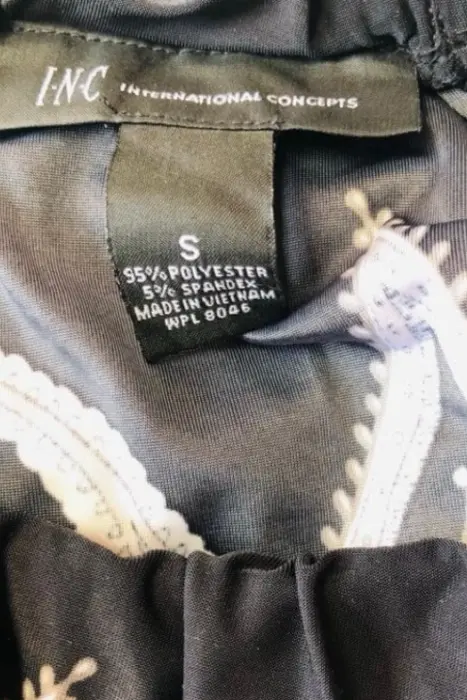 I·N·C INTERNATIONAL CONCEPTS
S
95% POLYESTER
5% SPANDEX
MADE IN VIETNAM
WPL 8046